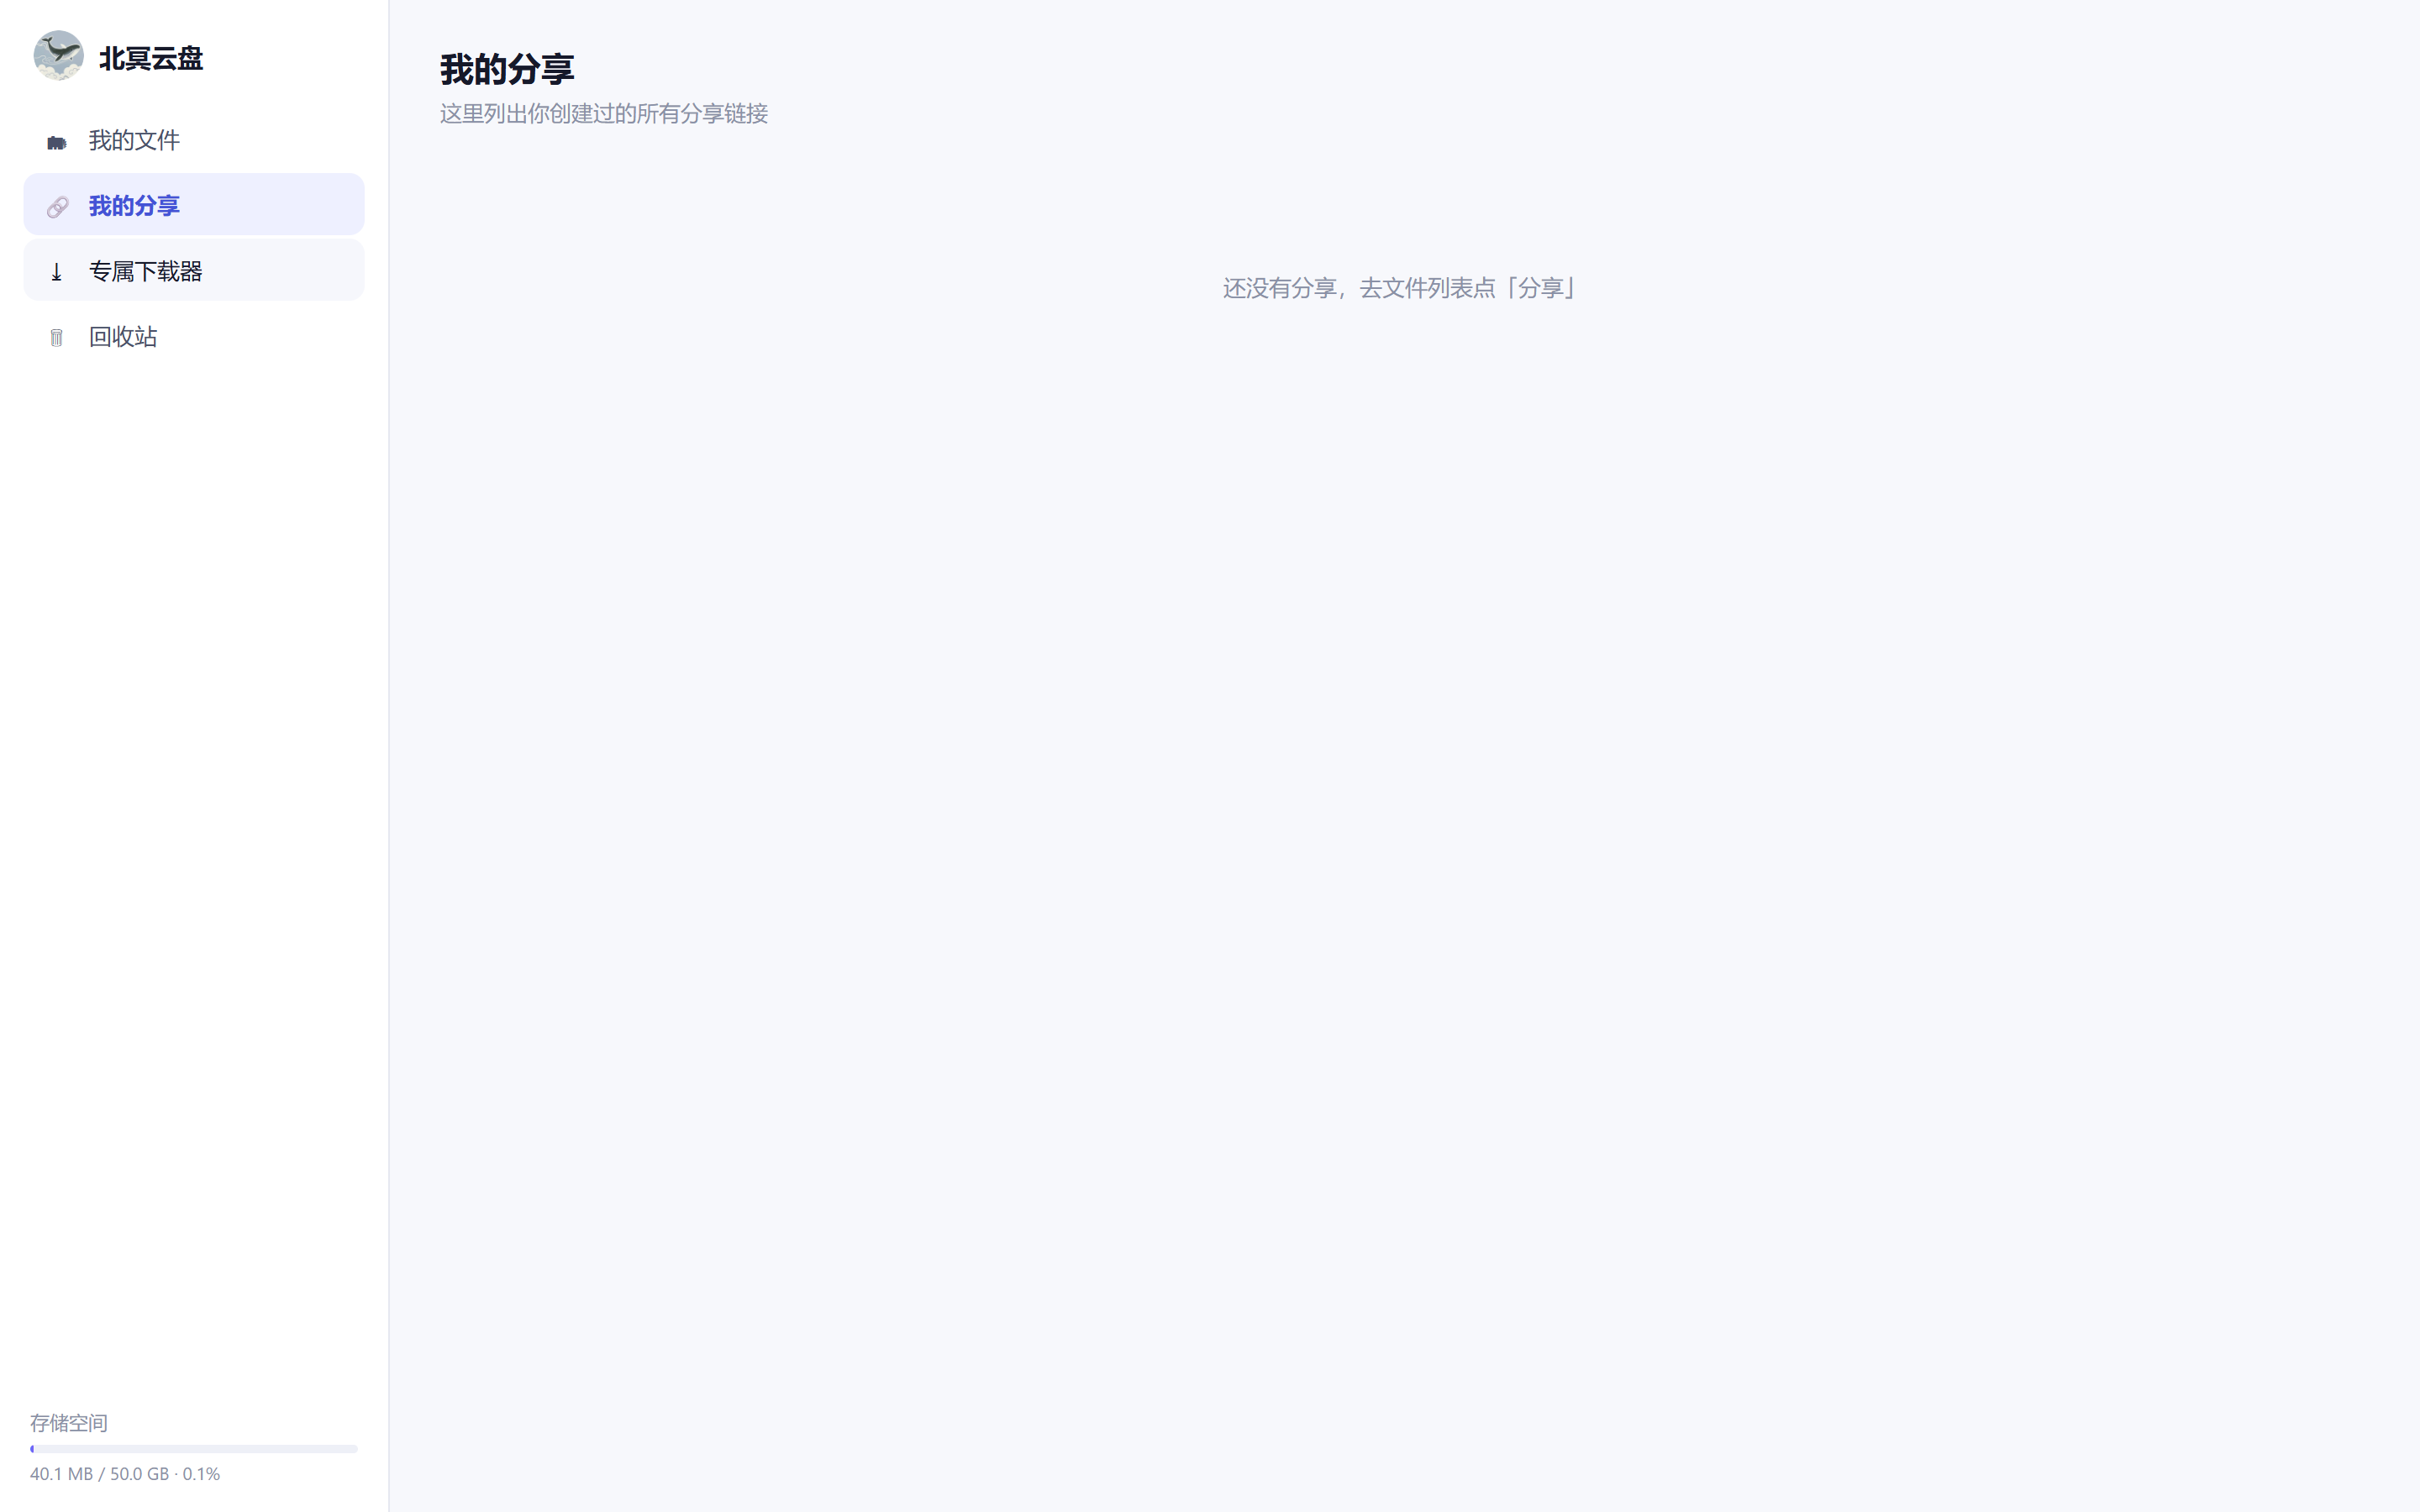 北冥云盘
我的文件
我的分享
专属下载器
回收站
我的分享
这里列出你创建过的所有分享链接
还没有分享，去文件列表点「分享」
存储空间
40.1 MB / 50.0 GB · 0.1%